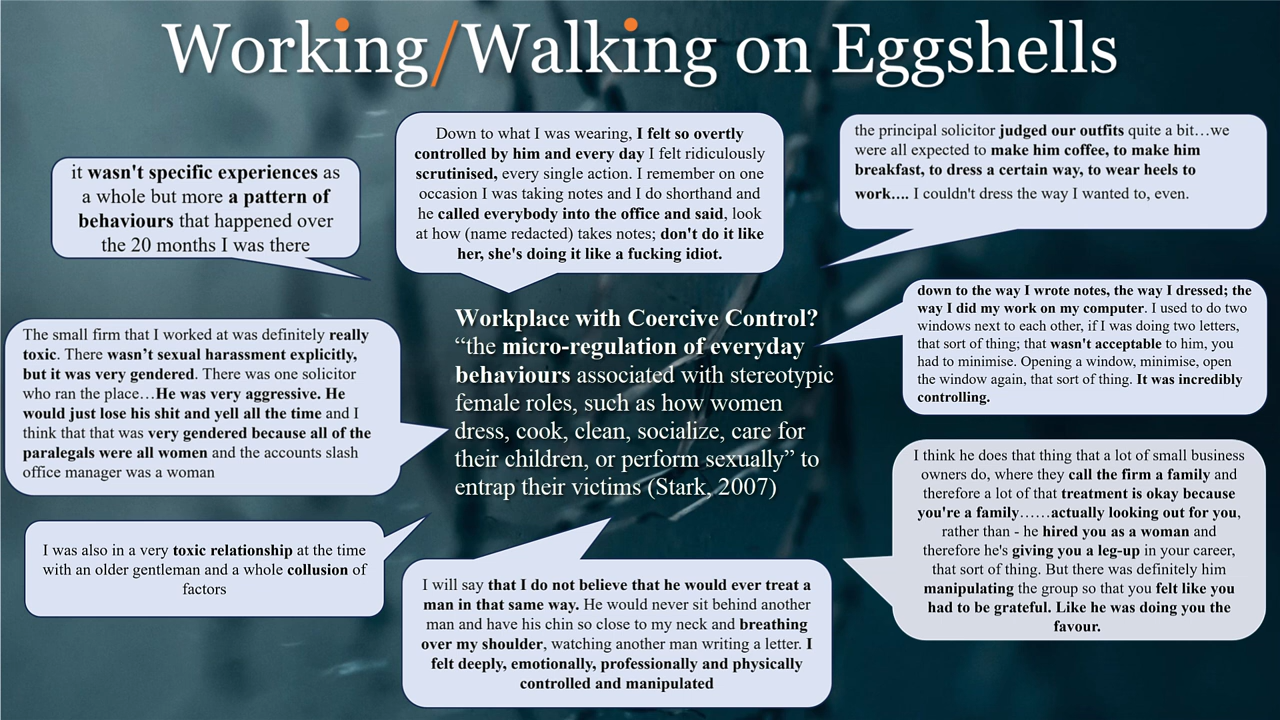 Working/Walking on Eggshells
it wasn't specific experiences as
a whole but more a pattern of
behaviours that happened over
the 20 months I was there
Down to what I was wearing, I felt so overtly
controlled by him and every day I felt ridiculously
scrutinised, every single action. I remember on one
occasion I was taking notes and I do shorthand and
he called everybody into the office and said, look
at how (name redacted) takes notes; don't do it like
her, she's doing it like a fucking idiot.
the principal solicitor judged our outfits quite a bit…we
were all expected to make him coffee, to make him
breakfast, to dress a certain way, to wear heels to
work…. I couldn't dress the way I wanted to, even.
The small firm that I worked at was definitely really
toxic. There wasn’t sexual harassment explicitly,
but it was very gendered. There was one solicitor
who ran the place…He was very aggressive. He
would just lose his shit and yell all the time and I
think that that was very gendered because all of the
paralegals were all women and the accounts slash
office manager was a woman
Workplace with Coercive Control?
“the micro-regulation of everyday
behaviours associated with stereotypic
female roles, such as how women
dress, cook, clean, socialize, care for
their children, or perform sexually” to
entrap their victims (Stark, 2007)
down to the way I wrote notes, the way I dressed; the
way I did my work on my computer. I used to do two
windows next to each other, if I was doing two letters,
that sort of thing; that wasn't acceptable to him, you
had to minimise. Opening a window, minimise, open
the window again, that sort of thing. It was incredibly
controlling.
I was also in a very toxic relationship at the time
with an older gentleman and a whole collusion of
factors
I will say that I do not believe that he would ever treat a
man in that same way. He would never sit behind another
man and have his chin so close to my neck and breathing
over my shoulder, watching another man writing a letter. I
felt deeply, emotionally, professionally and physically
controlled and manipulated
I think he does that thing that a lot of small business
owners do, where they call the firm a family and
therefore a lot of that treatment is okay because
you're a family……actually looking out for you,
rather than - he hired you as a woman and
therefore he's giving you a leg-up in your career,
that sort of thing. But there was definitely him
manipulating the group so that you felt like you
had to be grateful. Like he was doing you the
favour.